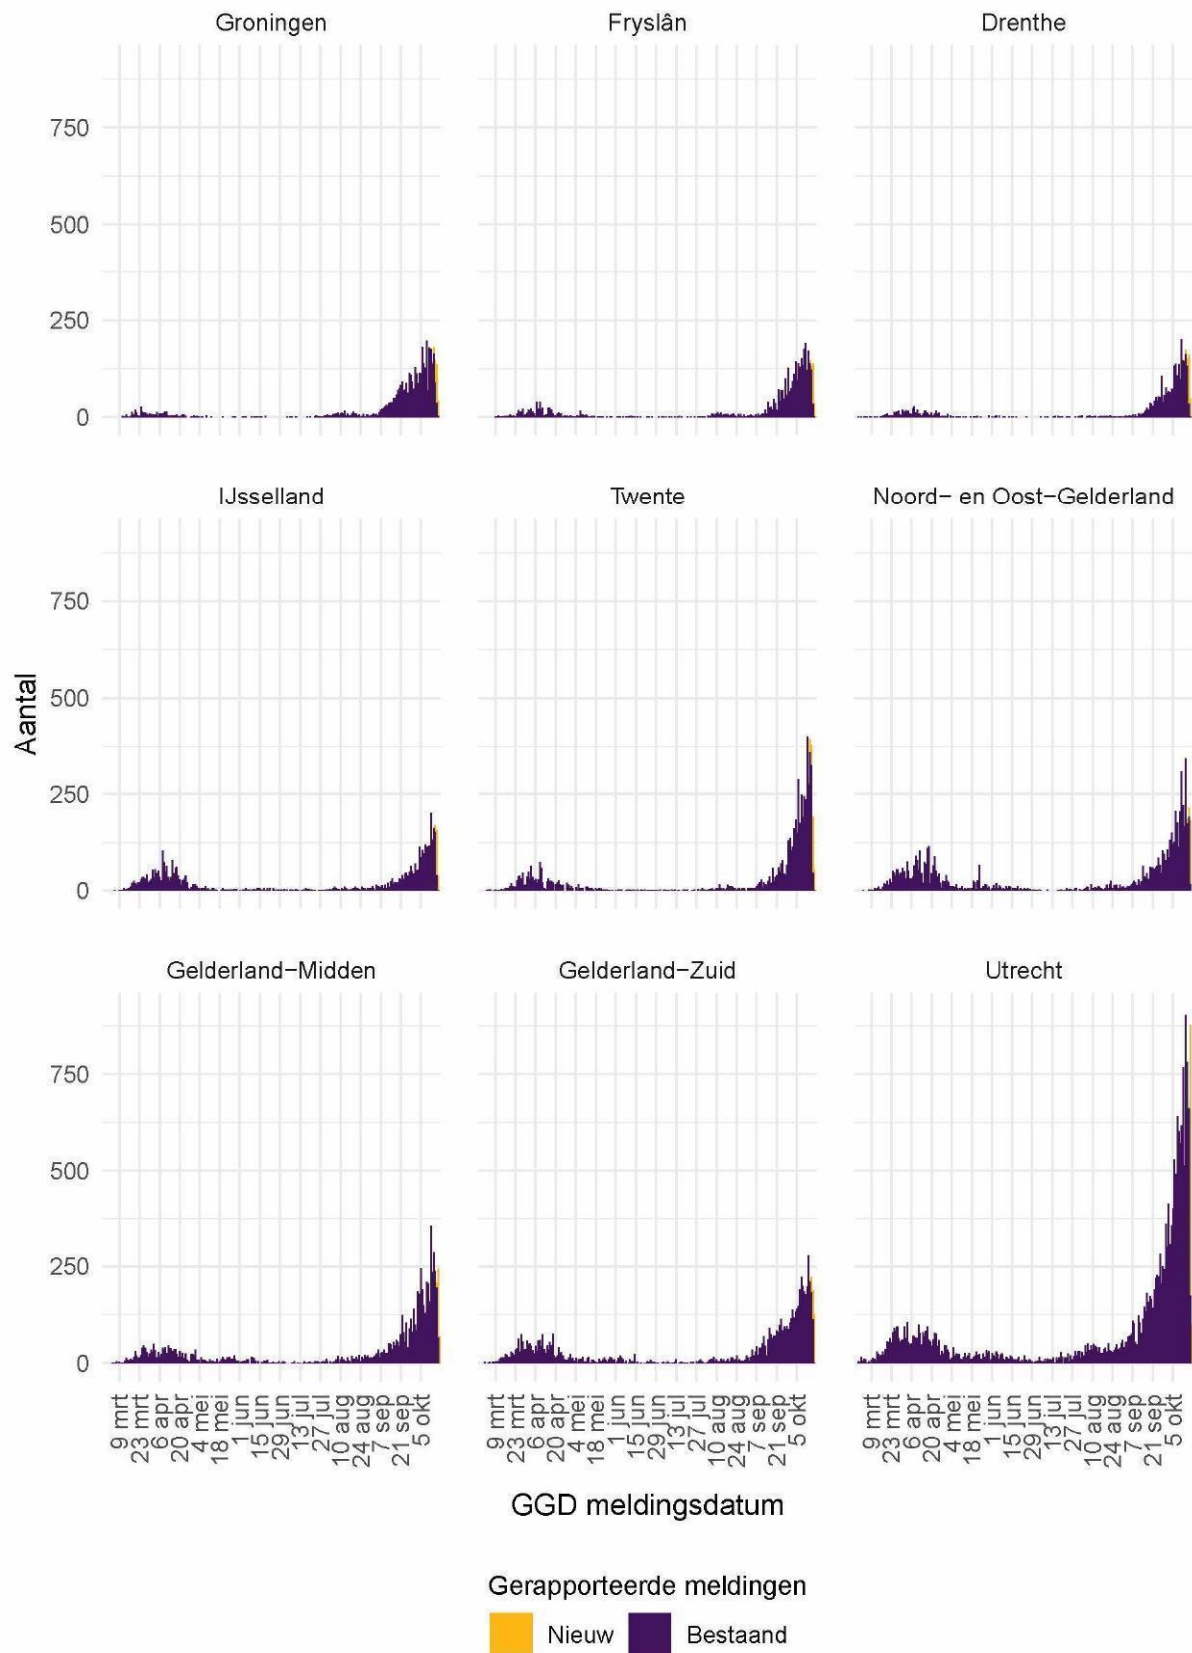 Groningen
Fryslân
Drenthe
750
500
250
0
IJsselland
Twente
Noord− en Oost−Gelderland
Aantal
750
500
250
0
Gelderland−Midden
Gelderland−Zuid
Utrecht
750
500
250
0
9 mrt
23 mrt
6 apr
20 apr
4 mei
18 mei
1 jun
15 jun
29 jun
13 jul
27 jul
10 aug
24 aug
7 sep
21 sep
5 okt
9 mrt
23 mrt
6 apr
20 apr
4 mei
18 mei
1 jun
15 jun
29 jun
13 jul
27 jul
10 aug
24 aug
7 sep
21 sep
5 okt
9 mrt
23 mrt
6 apr
20 apr
4 mei
18 mei
1 jun
15 jun
29 jun
13 jul
27 jul
10 aug
24 aug
7 sep
21 sep
5 okt
GGD meldingsdatum
Gerapporteerde meldingen
Nieuw
Bestaand